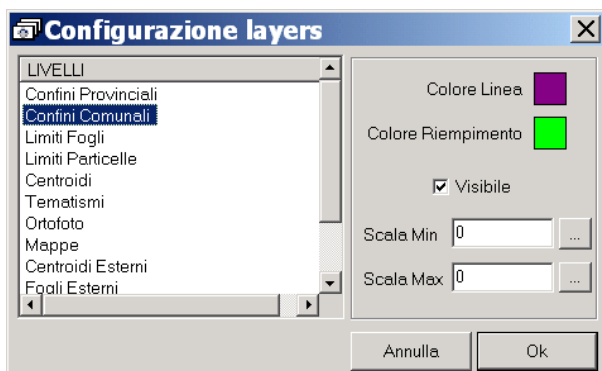 Configurazione layers
LIVELLI
Confini Provinciali
Confini Comunali
Limiti Fogli
Limiti Particelle
Centroidi
Tematismi
Ortofoto
Mappe
Centroidi Esterni
Fogli Esterni
Colore Linea
Colore Riempimento
Visibile
Scala Min 0 ...
Scala Max 0 ...
Annulla Ok